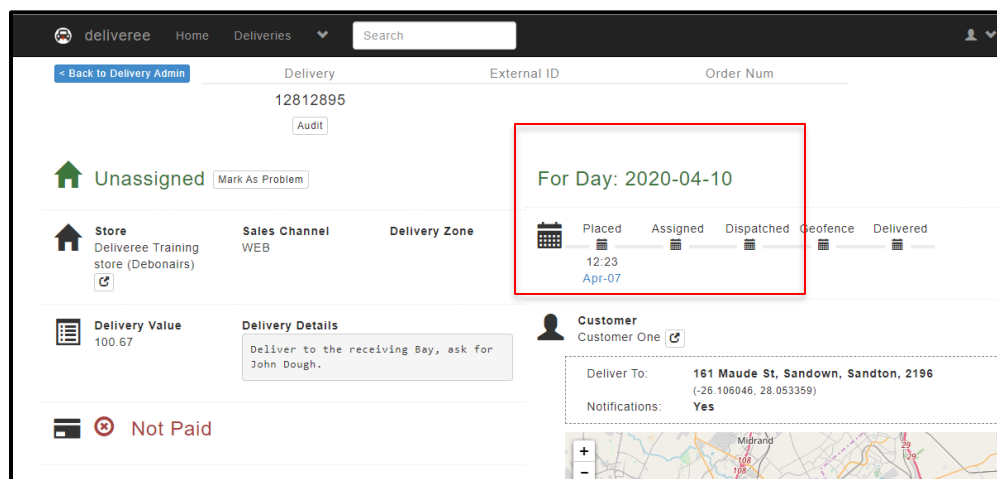 deliveree Home Deliveries Search
< Back to Delivery Admin Delivery External ID Order Num
12812895
Audit
Unassigned Mark As Problem
For Day: 2020-04-10
Store
Deliveree Training
store (Debonairs)
Sales Channel
WEB
Delivery Zone
Placed Assigned Dispatched Geofence Delivered
12:23
Apr-07
Delivery Value
100.67
Delivery Details
Deliver to the receiving Bay, ask for
John Dough.
Customer
Customer One
Deliver To: 161 Maude St, Sandown, Sandton, 2196
(-26.106046, 28.053359)
Notifications: Yes
Not Paid
+
-
Midrand
108
108
29
29